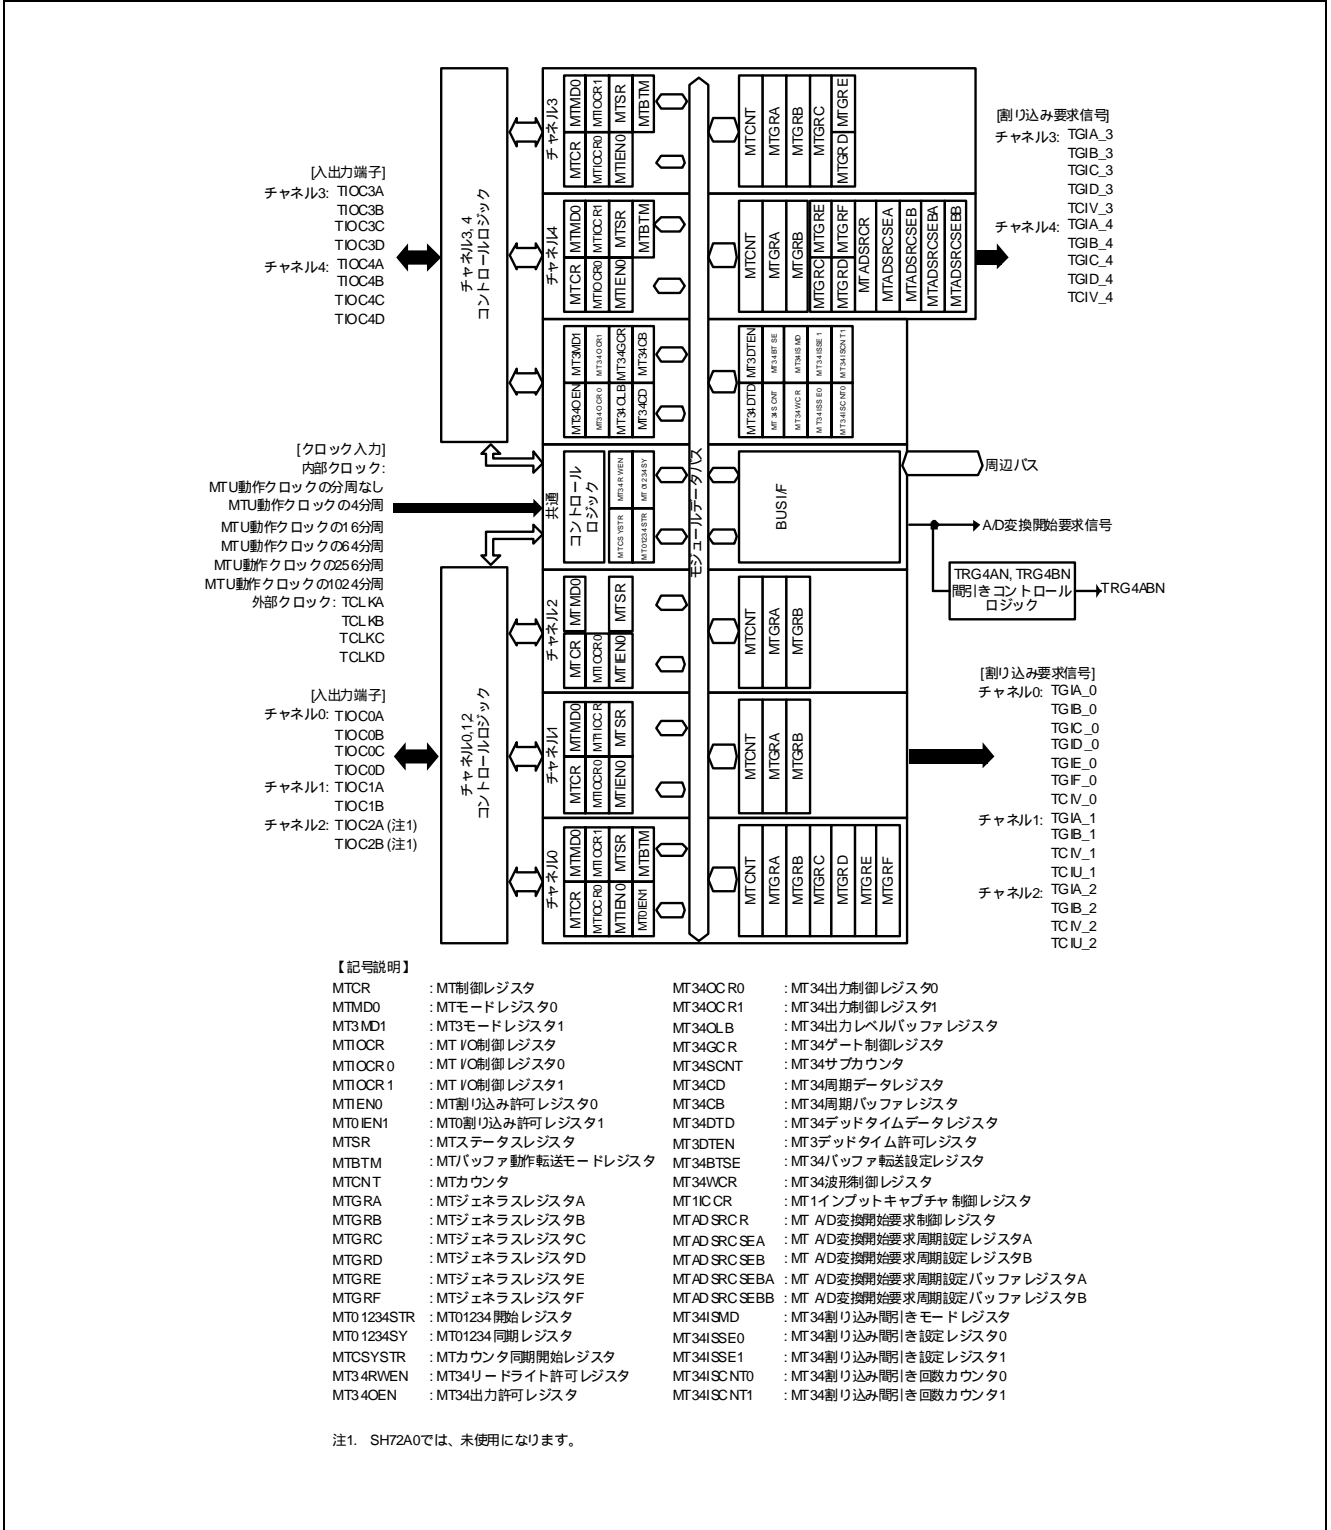 [入出力端子]
チャネル3: TIOC3A
TIOC3B
TIOC3C
TIOC3D
チャネル4: TIOC4A
TIOC4B
TIOC4C
TIOC4D
[クロック入力]
内部クロック:
MTU動作クロックの分周なし
MTU動作クロックの4分周
MTU動作クロックの16分周
MTU動作クロックの64分周
MTU動作クロックの256分周
MTU動作クロックの1024分周
外部クロック: TCLKA
TCLKB
TCLKC
TCLKD
[入出力端子]
チャネル0: TIOC0A
TIOC0B
TIOC0C
TIOC0D
チャネル1: TIOC1A
TIOC1B
チャネル2: TIOC2A (注1)
TIOC2B (注1)
チャネル3, 4
コントロールロジック
チャネル0,1,2
コントロールロジック
チャネル3
MTCR MTMD0
MTIOCR0 MTIOCR1
MTIEN0 MTSR
MTBTM
MTCNT
MTGRA
MTGRB
MTGRC
MTGRD MTGRE
チャネル4
MTCR MTMD0
MTIOCR0 MTIOCR1
MTIEN0 MTSR
MTBTM
MTCNT
MTGRA
MTGRB
MTGRC MTGRE
MTGRD MTGRF
MTADSRCR
MTADSRCSEA
MTADSRCSEB
MTADSRCSEBA
MTADSRCSEBB
MT34OEN MT3MD1
MT34OCR0 MT34OCR1
MT34OLB MT34GCR
MT34CD MT34CB
MT34DTD MT3DTEN
MT34SCNT MT34BTSE
MT34WCR MT34ISMD
MT34ISSE0 MT34ISSE1
MT34ISCNT0 MT34ISCNT1
共通
コントロール
ロジック
MTCSYSTR MT34RWEN
MT01234STR MT01234SY
モジュールデータバス
BUS I/F
チャネル2
MTCR MTMD0
MTIOCR0
MTIEN0 MTSR
MTCNT
MTGRA
MTGRB
チャネル1
MTCR MTMD0
MTIOCR0 MT1ICCR
MTIEN0 MTSR
MTCNT
MTGRA
MTGRB
チャネル0
MTCR MTMD0
MTIOCR0 MTIOCR1
MTIEN0 MTSR
MT0IEN1 MTBTM
MTCNT
MTGRA
MTGRB
MTGRC
MTGRD
MTGRE
MTGRF
[割り込み要求信号]
チャネル3: TGIA_3
TGIB_3
TGIC_3
TGID_3
TCIV_3
チャネル4: TGIA_4
TGIB_4
TGIC_4
TGID_4
TCIV_4
周辺バス
A/D変換開始要求信号
TRG4AN, TRG4BN
間引きコントロール
ロジック
TRG4ABN
[割り込み要求信号]
チャネル0: TGIA_0
TGIB_0
TGIC_0
TGID_0
TGIE_0
TGIF_0
TCIV_0
チャネル1: TGIA_1
TGIB_1
TCIV_1
TCIU_1
チャネル2: TGIA_2
TGIB_2
TCIV_2
TCIU_2
【記号説明】
MTCR : MT制御レジスタ
MTMD0 : MTモードレジスタ0
MT3MD1 : MT3モードレジスタ1
MTIOCR : MT I/O制御レジスタ
MTIOCR0 : MT I/O制御レジスタ0
MTIOCR1 : MT I/O制御レジスタ1
MTIEN0 : MT割り込み許可レジスタ0
MT0IEN1 : MT0割り込み許可レジスタ1
MTSR : MTステータスレジスタ
MTBTM : MTバッファ動作転送モードレジスタ
MTCNT : MTカウンタ
MTGRA : MTジェネラスレジスタA
MTGRB : MTジェネラスレジスタB
MTGRC : MTジェネラスレジスタC
MTGRD : MTジェネラスレジスタD
MTGRE : MTジェネラスレジスタE
MTGRF : MTジェネラスレジスタF
MT01234STR : MT01234開始レジスタ
MT01234SY : MT01234同期レジスタ
MTCSYSTR : MTカウンタ同期開始レジスタ
MT34RWEN : MT34リードライト許可レジスタ
MT34OEN : MT34出力許可レジスタ
MT34OCR0 : MT34出力制御レジスタ0
MT34OCR1 : MT34出力制御レジスタ1
MT34OLB : MT34出力レベルバッファレジスタ
MT34GCR : MT34ゲート制御レジスタ
MT34SCNT : MT34サブカウンタ
MT34CD : MT34周期データレジスタ
MT34CB : MT34周期バッファレジスタ
MT34DTD : MT34デッドタイムデータレジスタ
MT3DTEN : MT3デッドタイム許可レジスタ
MT34BTSE : MT34バッファ転送設定レジスタ
MT34WCR : MT34波形制御レジスタ
MT1ICCR : MT1インプットキャプチャ制御レジスタ
MTADSRCR : MT A/D変換開始要求制御レジスタ
MTADSRCSEA : MT A/D変換開始要求周期設定レジスタA
MTADSRCSEB : MT A/D変換開始要求周期設定レジスタB
MTADSRCSEBA : MT A/D変換開始要求周期設定バッファレジスタA
MTADSRCSEBB : MT A/D変換開始要求周期設定バッファレジスタB
MT34ISMD : MT34割り込み間引きモードレジスタ
MT34ISSE0 : MT34割り込み間引き設定レジスタ0
MT34ISSE1 : MT34割り込み間引き設定レジスタ1
MT34ISCNT0 : MT34割り込み間引き回数カウンタ0
MT34ISCNT1 : MT34割り込み間引き回数カウンタ1
注1. SH72A0では、未使用になります。